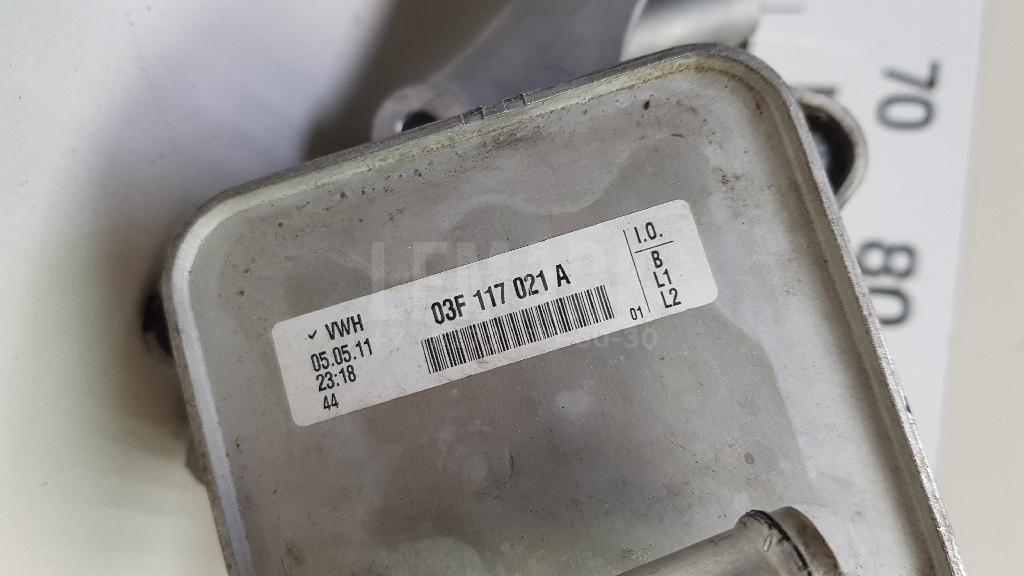 ✓ VWH
05.05.11
23:18
44
03F 117 021 A
01
I.O.
B
L1
L2
70
80